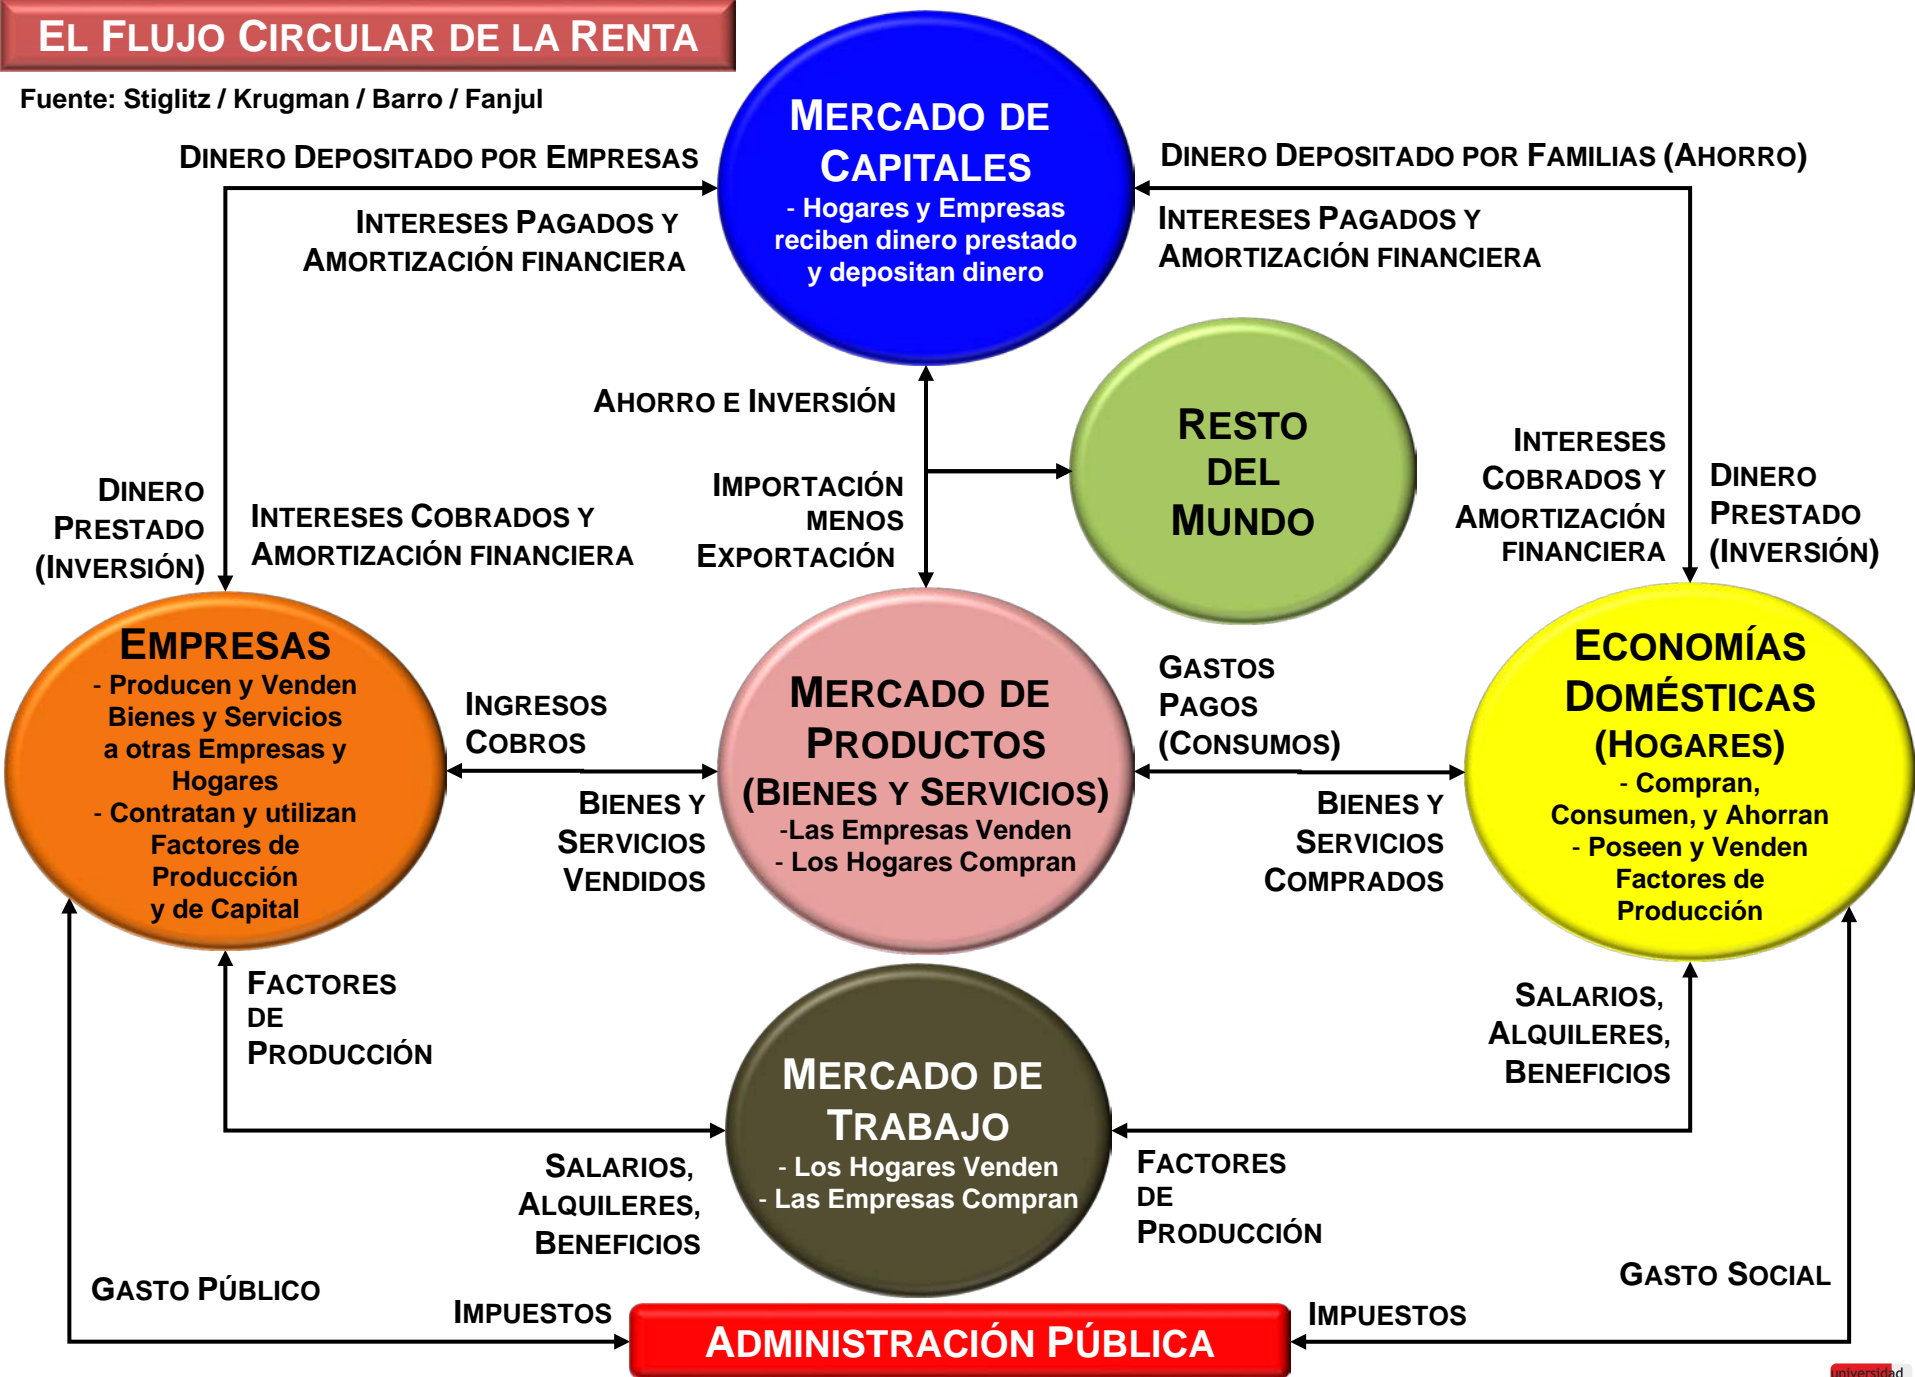 EL FLUJO CIRCULAR DE LA RENTA
Fuente: Stiglitz / Krugman / Barro / Fanjul
MERCADO DE
CAPITALES
- Hogares y Empresas
reciben dinero prestado
y depositan dinero
DINERO DEPOSITADO POR EMPRESAS
INTERESES PAGADOS Y
AMORTIZACIÓN FINANCIERA
DINERO DEPOSITADO POR FAMILIAS (AHORRO)
INTERESES PAGADOS Y
AMORTIZACIÓN FINANCIERA
AHORRO E INVERSIÓN
IMPORTACIÓN
MENOS
EXPORTACIÓN
RESTO
DEL
MUNDO
DINERO
PRESTADO
(INVERSIÓN)
INTERESES COBRADOS Y
AMORTIZACIÓN FINANCIERA
INTERESES
COBRADOS Y
AMORTIZACIÓN
FINANCIERA
DINERO
PRESTADO
(INVERSIÓN)
EMPRESAS
- Producen y Venden
Bienes y Servicios
a otras Empresas y
Hogares
- Contratan y utilizan
Factores de
Producción
y de Capital
INGRESOS
COBROS
BIENES Y
SERVICIOS
VENDIDOS
MERCADO DE
PRODUCTOS
(BIENES Y SERVICIOS)
-Las Empresas Venden
- Los Hogares Compran
GASTOS
PAGOS
(CONSUMOS)
BIENES Y
SERVICIOS
COMPRADOS
ECONOMÍAS
DOMÉSTICAS
(HOGARES)
- Compran,
Consumen, y Ahorran
- Poseen y Venden
Factores de
Producción
FACTORES
DE
PRODUCCIÓN
SALARIOS,
ALQUILERES,
BENEFICIOS
MERCADO DE
TRABAJO
- Los Hogares Venden
- Las Empresas Compran
FACTORES
DE
PRODUCCIÓN
SALARIOS,
ALQUILERES,
BENEFICIOS
GASTO PÚBLICO
IMPUESTOS
ADMINISTRACIÓN PÚBLICA
IMPUESTOS
GASTO SOCIAL
universidad